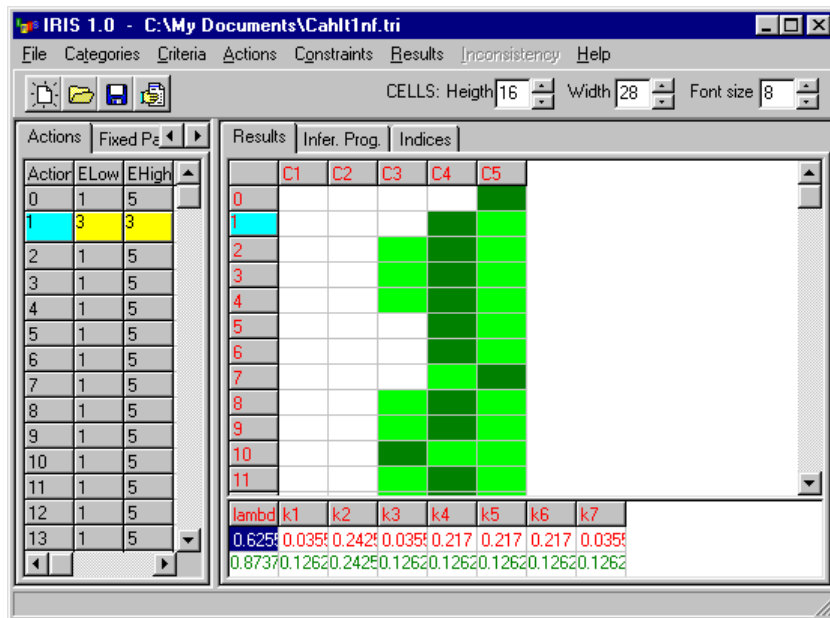 IRIS 1.0 - C:\My Documents\Cahlt1nf.tri
File Categories Criteria Actions Constraints Results Inconsistency Help
CELLS: Heigth 16 Width 28 Font size 8
Actions Fixed Pa
Results Infer. Prog. Indices
Action ELow EHigh
0 1 5
1 3 3
2 1 5
3 1 5
4 1 5
5 1 5
6 1 5
7 1 5
8 1 5
9 1 5
10 1 5
11 1 5
12 1 5
13 1 5
C1 C2 C3 C4 C5
0
1
2
3
4
5
6
7
8
9
10
11
lambd k1 k2 k3 k4 k5 k6 k7
0.6255 0.0355 0.2425 0.0355 0.217 0.217 0.217 0.0355
0.8737 0.1262 0.2425 0.1262 0.1262 0.1262 0.1262 0.1262